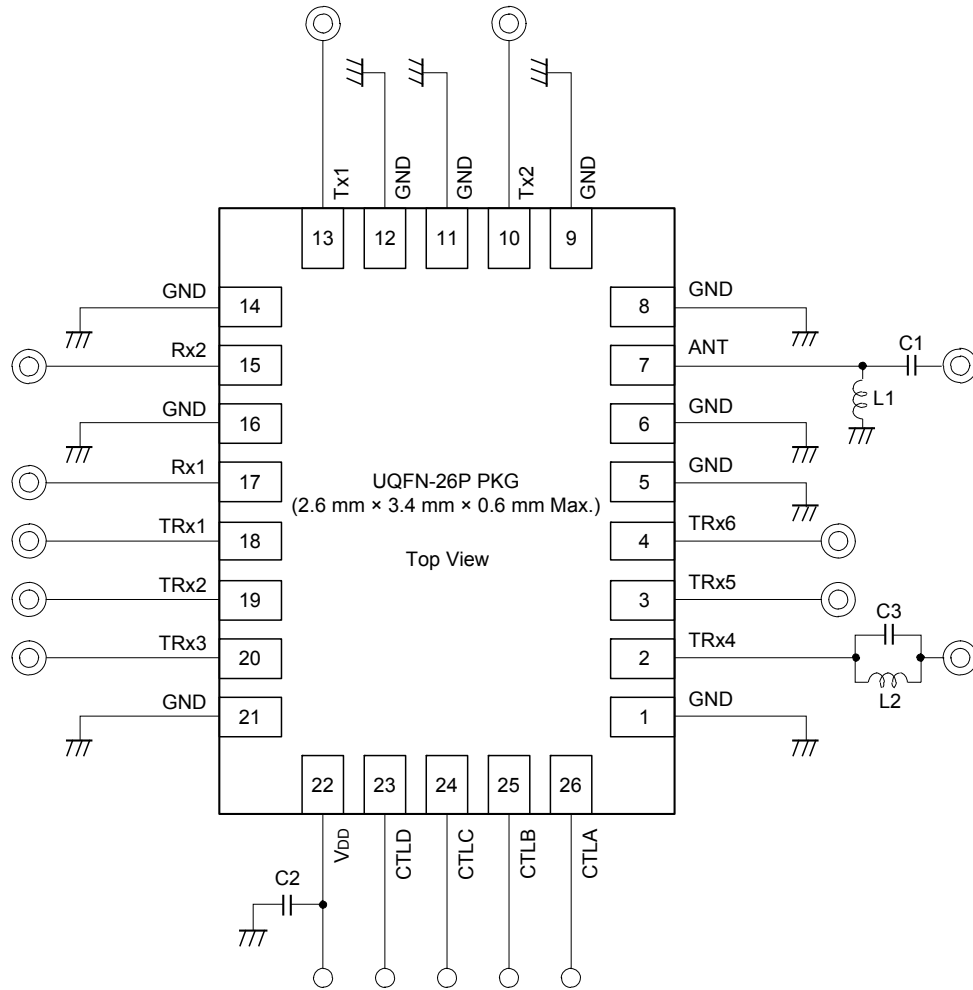 Tx1
GND
GND
Tx2
GND
13
12
11
10
9
GND
14
8
GND
Rx2
15
7
ANT
C1
L1
GND
16
6
GND
Rx1
17
5
GND
UQFN-26P PKG
(2.6 mm × 3.4 mm × 0.6 mm Max.)
Top View
TRx1
18
4
TRx6
TRx2
19
3
TRx5
TRx3
20
2
TRx4
C3
L2
GND
21
1
GND
22
23
24
25
26
VDD
CTLD
CTLC
CTLB
CTLA
C2